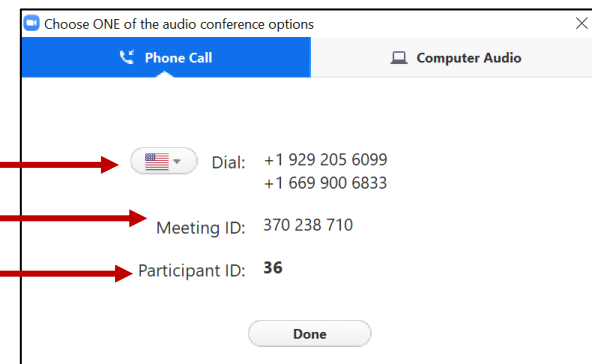 Choose ONE of the audio conference options
Phone Call
Computer Audio
Dial: +1 929 205 6099
+1 669 900 6833
Meeting ID: 370 238 710
Participant ID: 36
Done